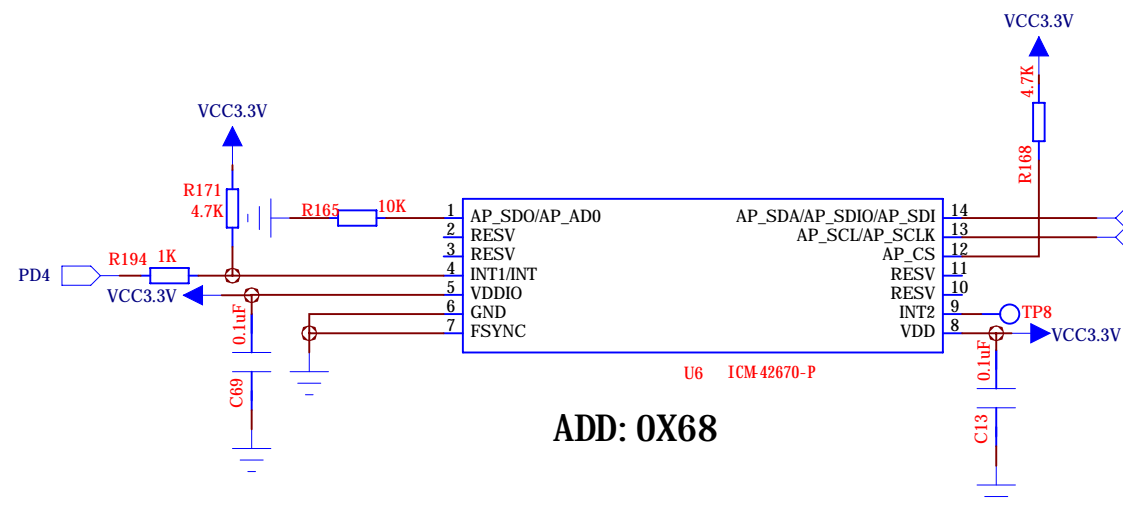 VCC3.3V
4.7K
R168
VCC3.3V
R171
4.7K
R165
10K
1
AP_SDO/AP_AD0
2
RESV
3
RESV
4
INT1/INT
5
VDDIO
6
GND
7
FSYNC
AP_SDA/AP_SDIO/AP_SDI
14
AP_SCL/AP_SCLK
13
AP_CS
12
RESV
11
RESV
10
INT2
9
VDD
8
PD4
R194
1K
VCC3.3V
0.1uF
C69
TP8
VCC3.3V
0.1uF
C13
U6
ICM-42670-P
ADD: 0X68